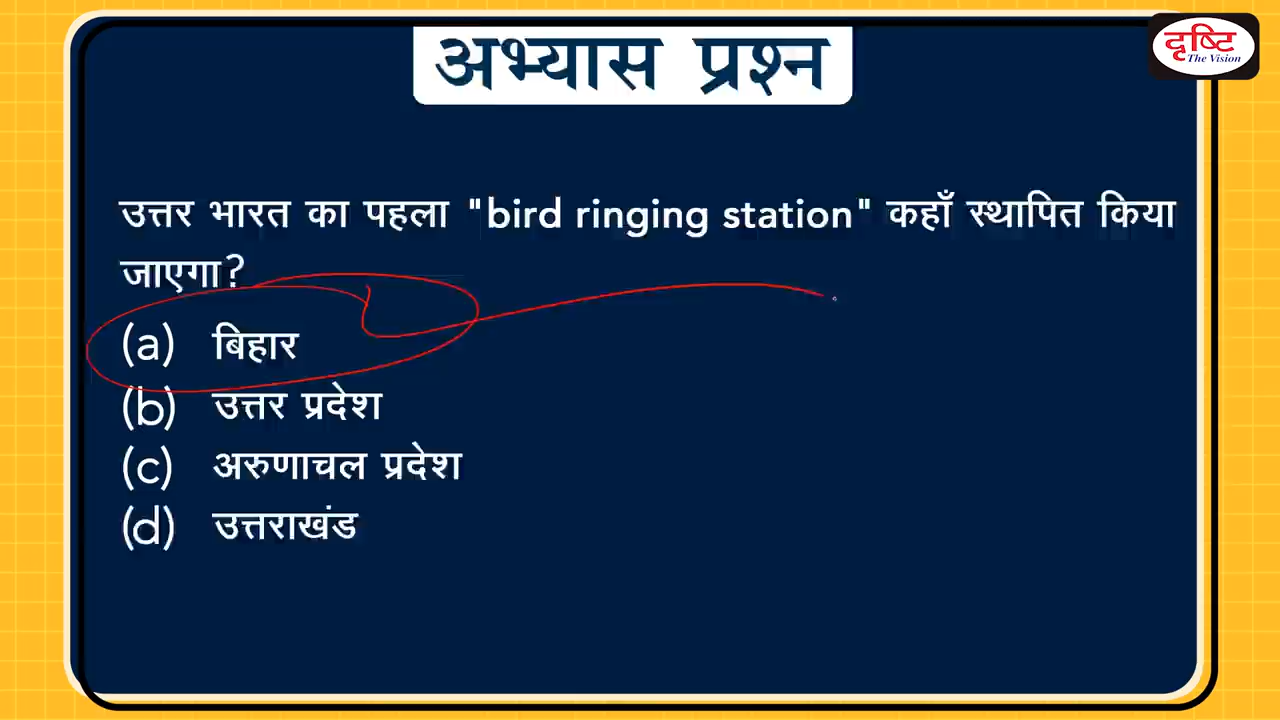 अभ्यास प्रश्न
दृष्टि
The Vision
उत्तर भारत का पहला "bird ringing station" कहाँ स्थापित किया
जाएगा?
(a) बिहार
(b) उत्तर प्रदेश
(c) अरुणाचल प्रदेश
(d) उत्तराखंड